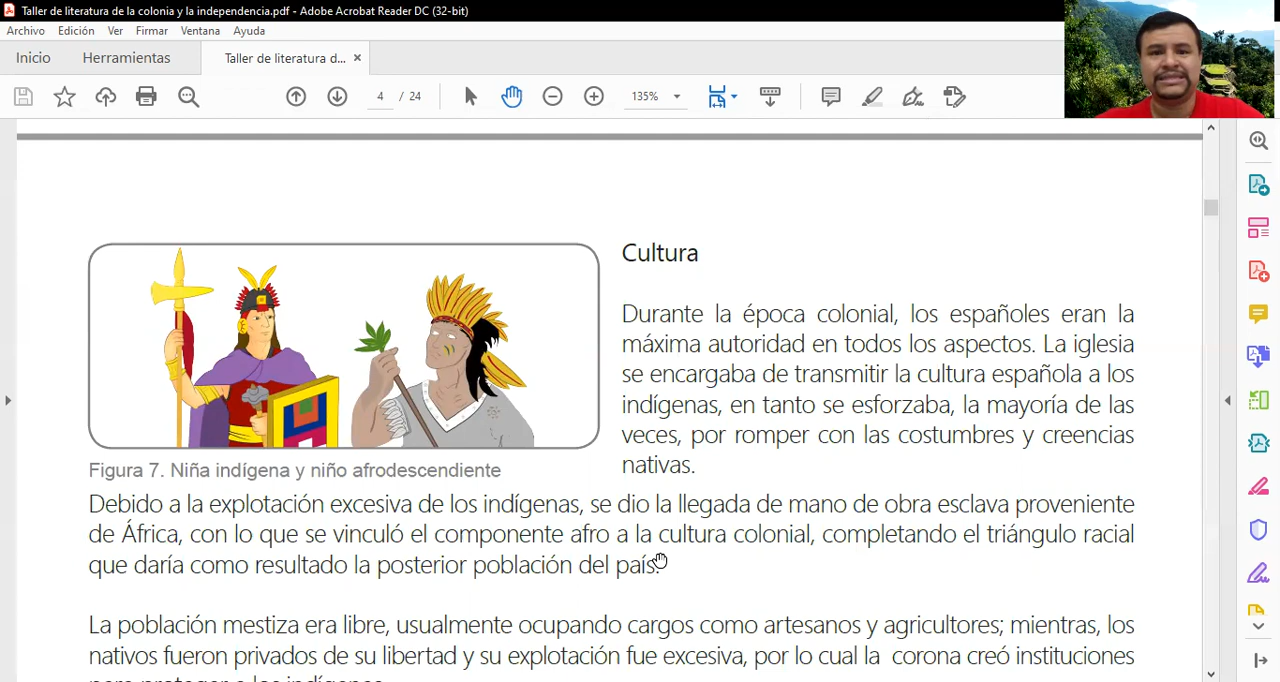 Taller de literatura de la colonia y la independencia.pdf - Adobe Acrobat Reader DC (32-bit)
Archivo Edición Ver Firmar Ventana Ayuda
Inicio Herramientas Taller de literatura d... ×
4 / 24 135%
Cultura
Durante la época colonial, los españoles eran la
máxima autoridad en todos los aspectos. La iglesia
se encargaba de transmitir la cultura española a los
indígenas, en tanto se esforzaba, la mayoría de las
veces, por romper con las costumbres y creencias
nativas.
Figura 7. Niña indígena y niño afrodescendiente
Debido a la explotación excesiva de los indígenas, se dio la llegada de mano de obra esclava proveniente
de África, con lo que se vinculó el componente afro a la cultura colonial, completando el triángulo racial
que daría como resultado la posterior población del país.
La población mestiza era libre, usualmente ocupando cargos como artesanos y agricultores; mientras, los
nativos fueron privados de su libertad y su explotación fue excesiva, por lo cual la corona creó instituciones